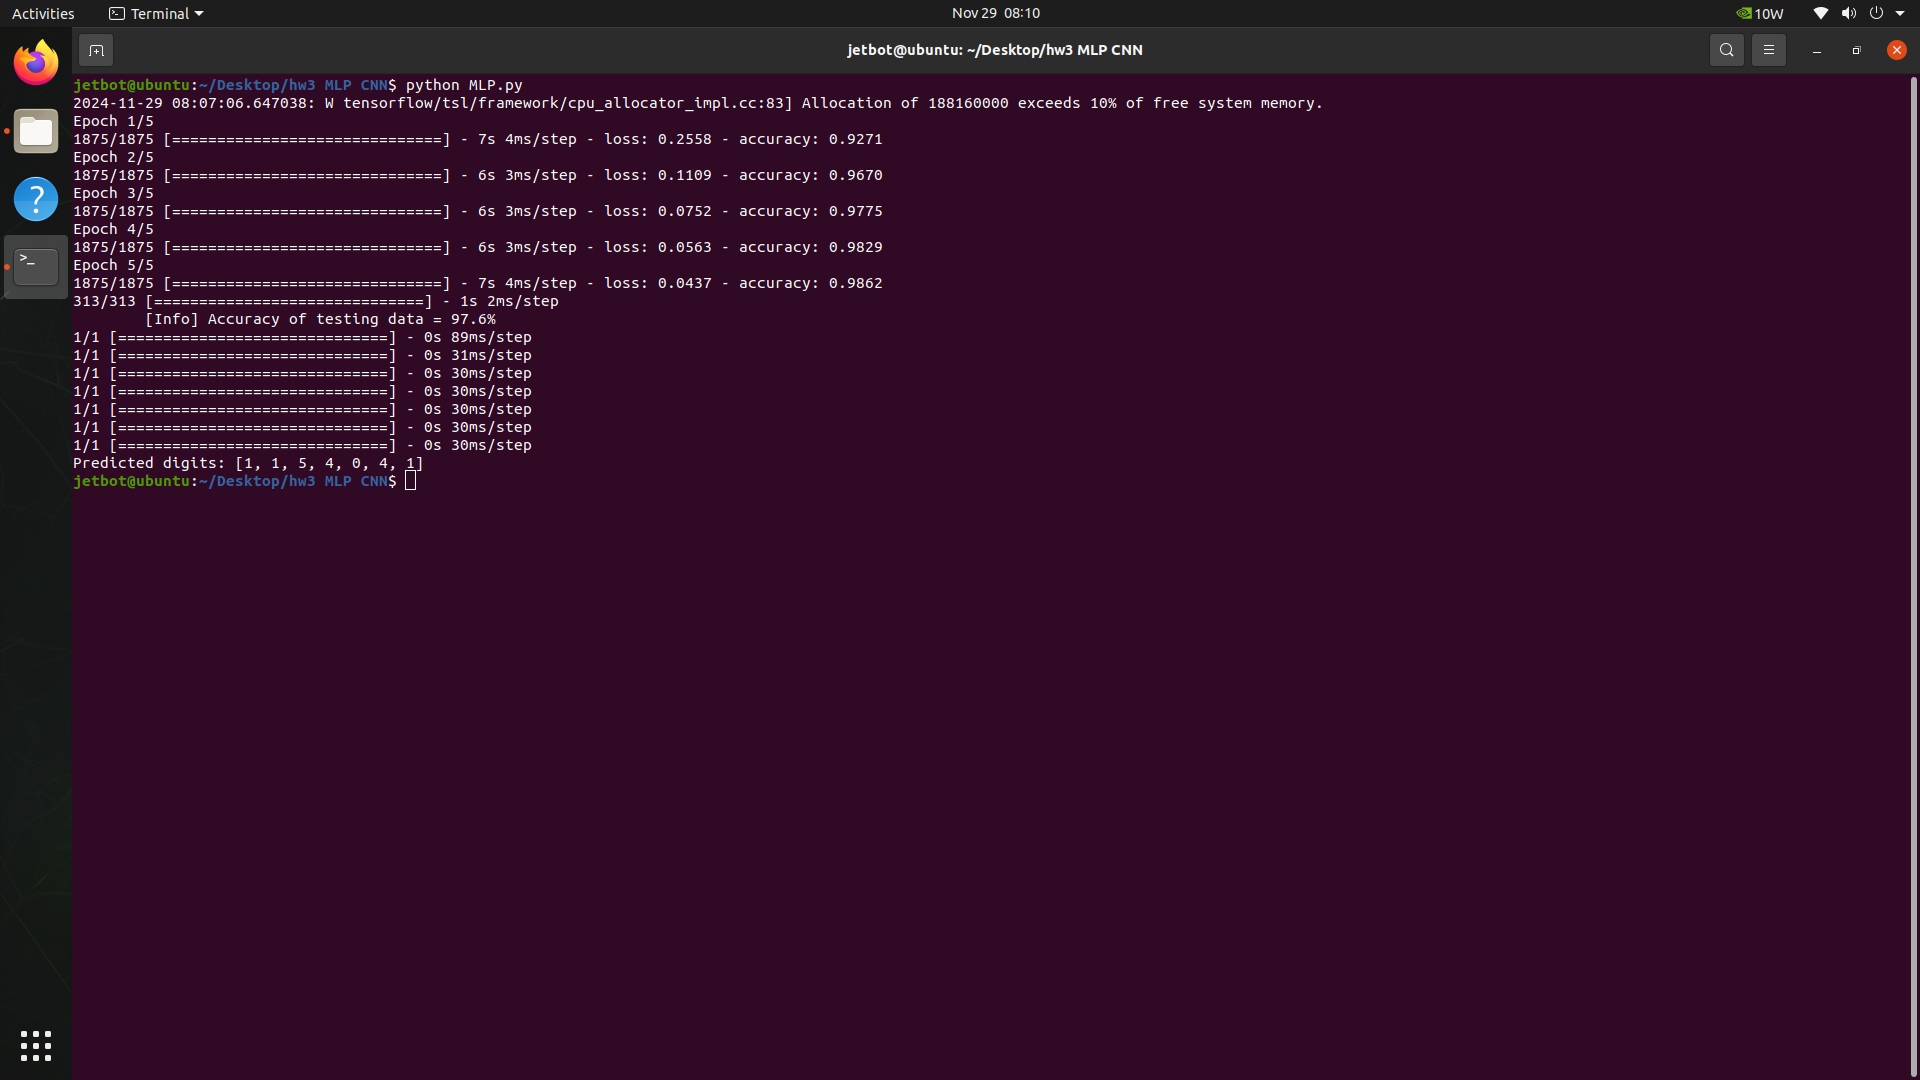 Activities
Terminal
Nov 29 08:10
10W
jetbot@ubuntu: ~/Desktop/hw3 MLP CNN
jetbot@ubuntu:~/Desktop/hw3 MLP CNN$ python MLP.py
2024-11-29 08:07:06.647038: W tensorflow/tsl/framework/cpu_allocator_impl.cc:83] Allocation of 188160000 exceeds 10% of free system memory.
Epoch 1/5
1875/1875 [==============================] - 7s 4ms/step - loss: 0.2558 - accuracy: 0.9271
Epoch 2/5
1875/1875 [==============================] - 6s 3ms/step - loss: 0.1109 - accuracy: 0.9670
Epoch 3/5
1875/1875 [==============================] - 6s 3ms/step - loss: 0.0752 - accuracy: 0.9775
Epoch 4/5
1875/1875 [==============================] - 6s 3ms/step - loss: 0.0563 - accuracy: 0.9829
Epoch 5/5
1875/1875 [==============================] - 7s 4ms/step - loss: 0.0437 - accuracy: 0.9862
313/313 [==============================] - 1s 2ms/step
[Info] Accuracy of testing data = 97.6%
1/1 [==============================] - 0s 89ms/step
1/1 [==============================] - 0s 31ms/step
1/1 [==============================] - 0s 30ms/step
1/1 [==============================] - 0s 30ms/step
1/1 [==============================] - 0s 30ms/step
1/1 [==============================] - 0s 30ms/step
1/1 [==============================] - 0s 30ms/step
Predicted digits: [1, 1, 5, 4, 0, 4, 1]
jetbot@ubuntu:~/Desktop/hw3 MLP CNN$